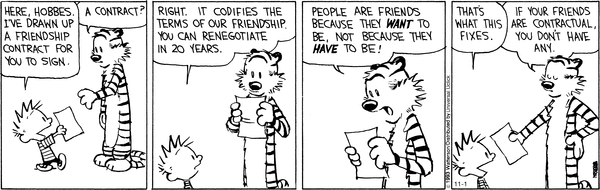 HERE, HOBBES.
I'VE DRAWN UP
A FRIENDSHIP
CONTRACT FOR
YOU TO SIGN.
A CONTRACT?
RIGHT. IT CODIFIES THE
TERMS OF OUR FRIENDSHIP.
YOU CAN RENEGOTIATE
IN 20 YEARS.
PEOPLE ARE FRIENDS
BECAUSE THEY WANT TO
BE, NOT BECAUSE THEY
HAVE TO BE!
THAT'S
WHAT THIS
FIXES.
IF YOUR FRIENDS
ARE CONTRACTUAL,
YOU DON'T HAVE
ANY.
11-1